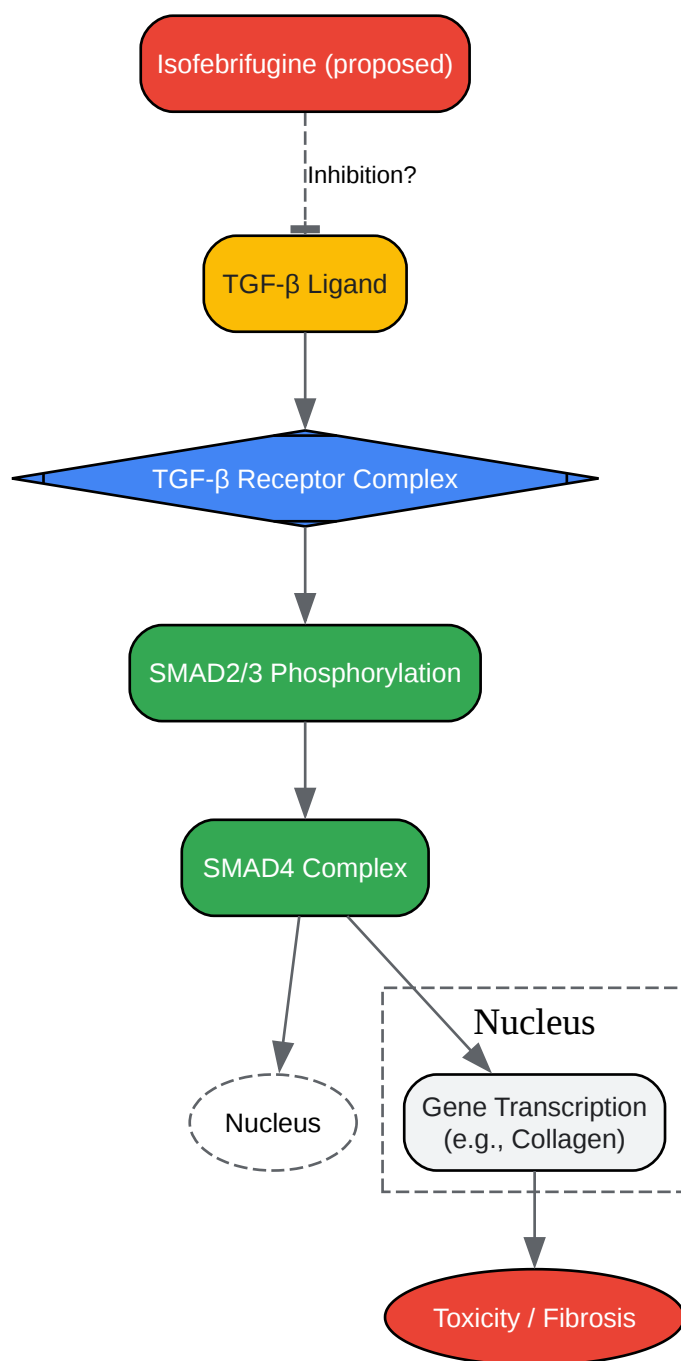 Isofebrifugine (proposed)
Inhibition?
TGF-β Ligand
TGF-β Receptor Complex
SMAD2/3 Phosphorylation
SMAD4 Complex
Nucleus
Nucleus
Gene Transcription
(e.g., Collagen)
Toxicity / Fibrosis